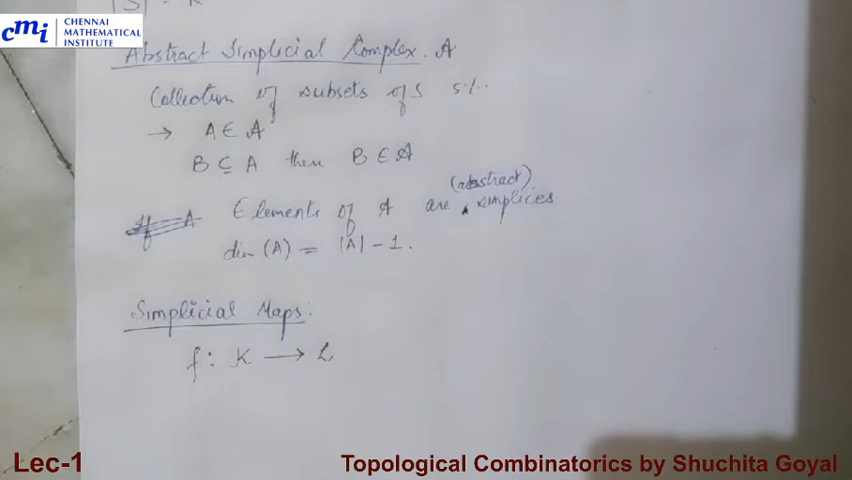 |S| - K
cmi CHENNAI
MATHEMATICAL
INSTITUTE
Abstract Simplicial Complex. A
Collection of subsets of S s.t..
→ A ∈ A
B ⊆ A then B ∈ A
(abstract)
Elements of A are simplices
dim (A) = |A| - 1.
Simplicial Maps:
f: K → L
Lec-1
Topological Combinatorics by Shuchita Goyal